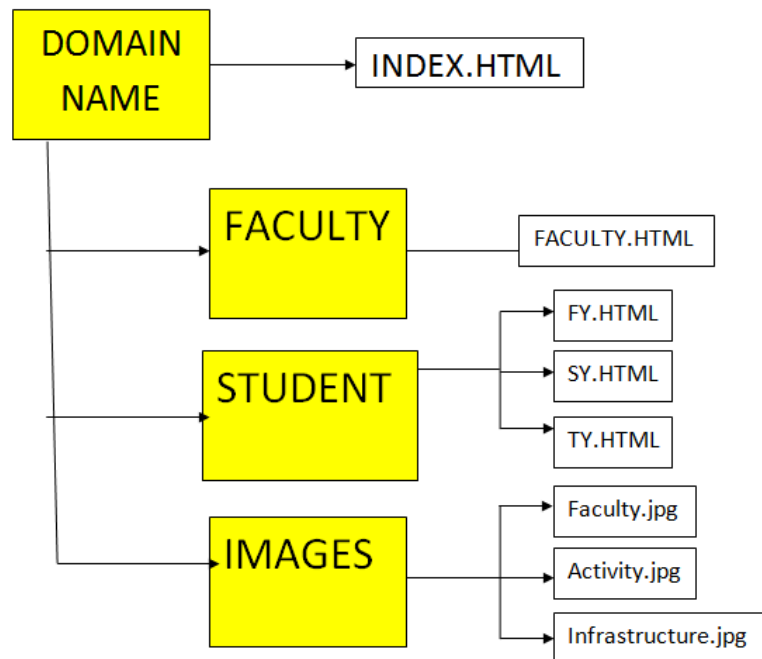 DOMAIN
NAME
INDEX.HTML
FACULTY
FACULTY.HTML
STUDENT
FY.HTML
SY.HTML
TY.HTML
IMAGES
Faculty.jpg
Activity.jpg
Infrastructure.jpg